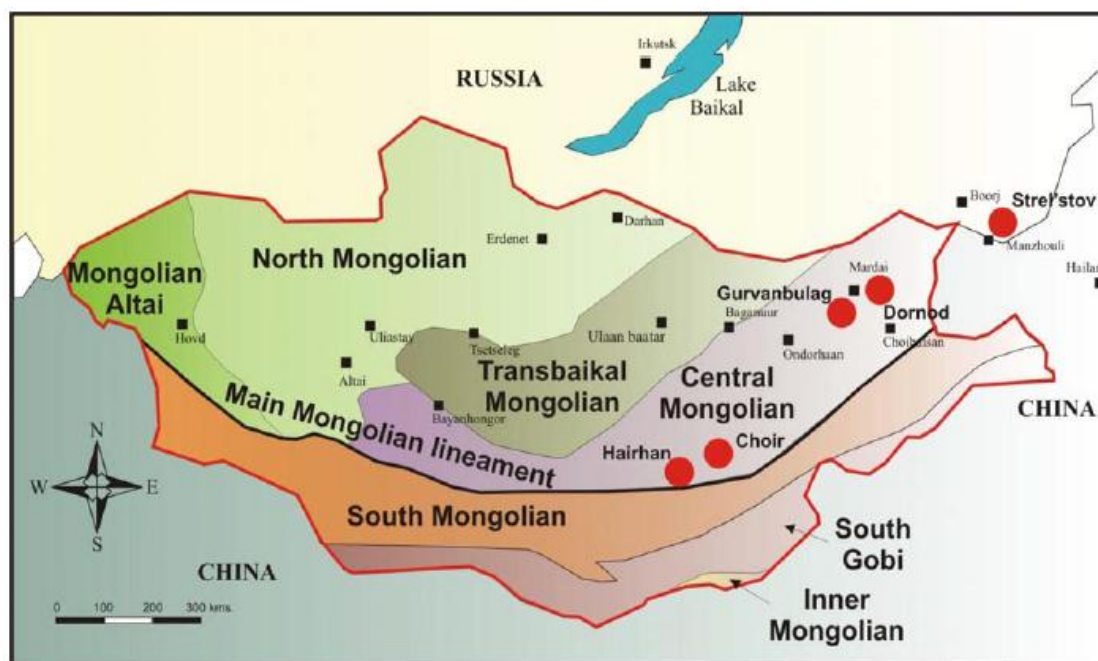 Irkutsk
RUSSIA
Lake
Baikal
Boorj
Strel'stov
Darhan
Manzhouli
Erdenet
North Mongolian
Mongolian
Altai
Mardai
Hailar
Gurvanbulag
Dornod
Hovd
Uliastay
Tsetseleg
Ulaan baatar
Baganuur
Ondorhaan
Choibalsan
Altai
Transbaikal
Mongolian
Central
Mongolian
CHINA
Bayanhongor
Main Mongolian lineament
Hairhan
Choir
N
W
E
S
South Mongolian
South
Gobi
CHINA
Inner
Mongolian
0 100 200 300 kms.